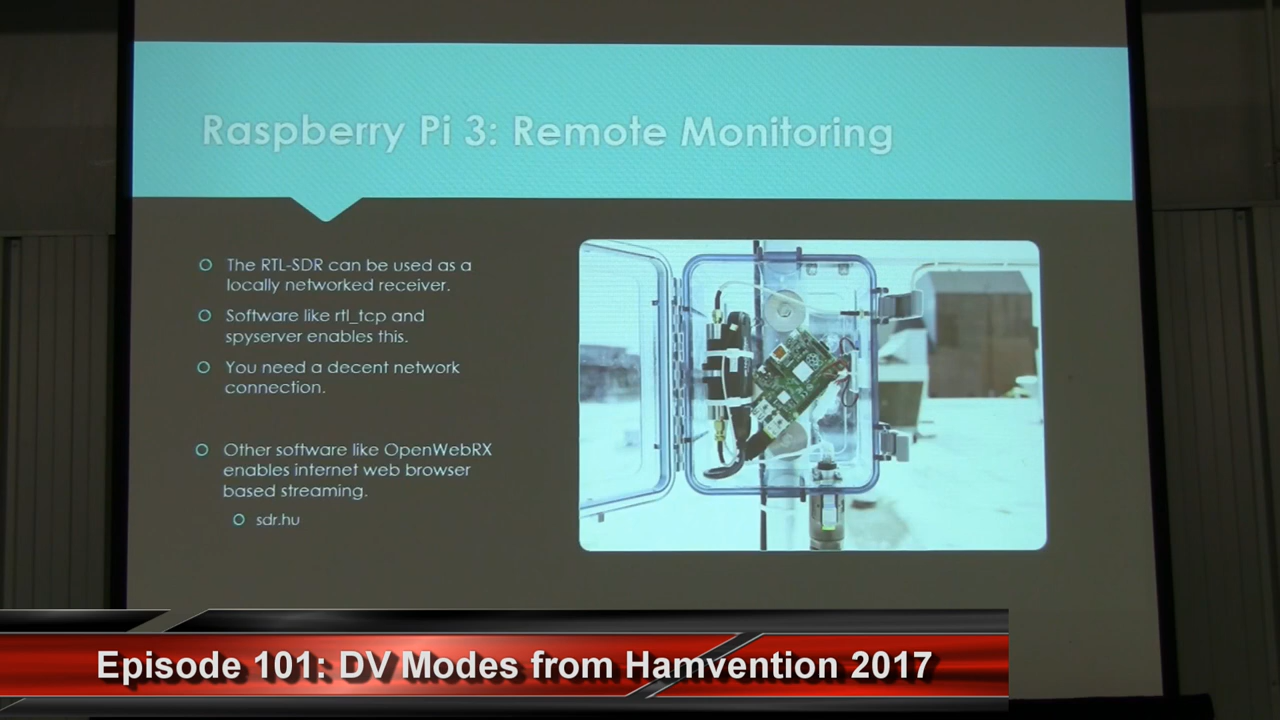 Raspberry Pi 3: Remote Monitoring
The RTL-SDR can be used as a
locally networked receiver.
Software like rtl_tcp and
spyserver enables this.
You need a decent network
connection.
Other software like OpenWebRX
enables internet web browser
based streaming.
sdr.hu
Episode 101: DV Modes from Hamvention 2017